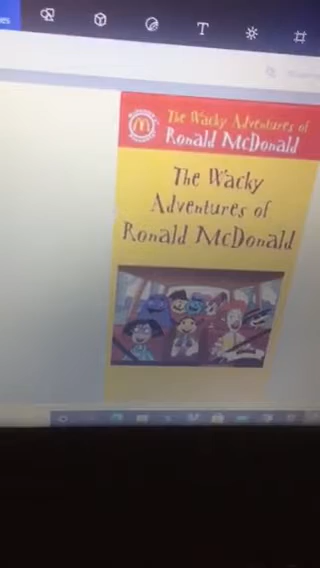 The Wacky Adventures of
Ronald McDonald
The Wacky
Adventures of
Ronald McDonald